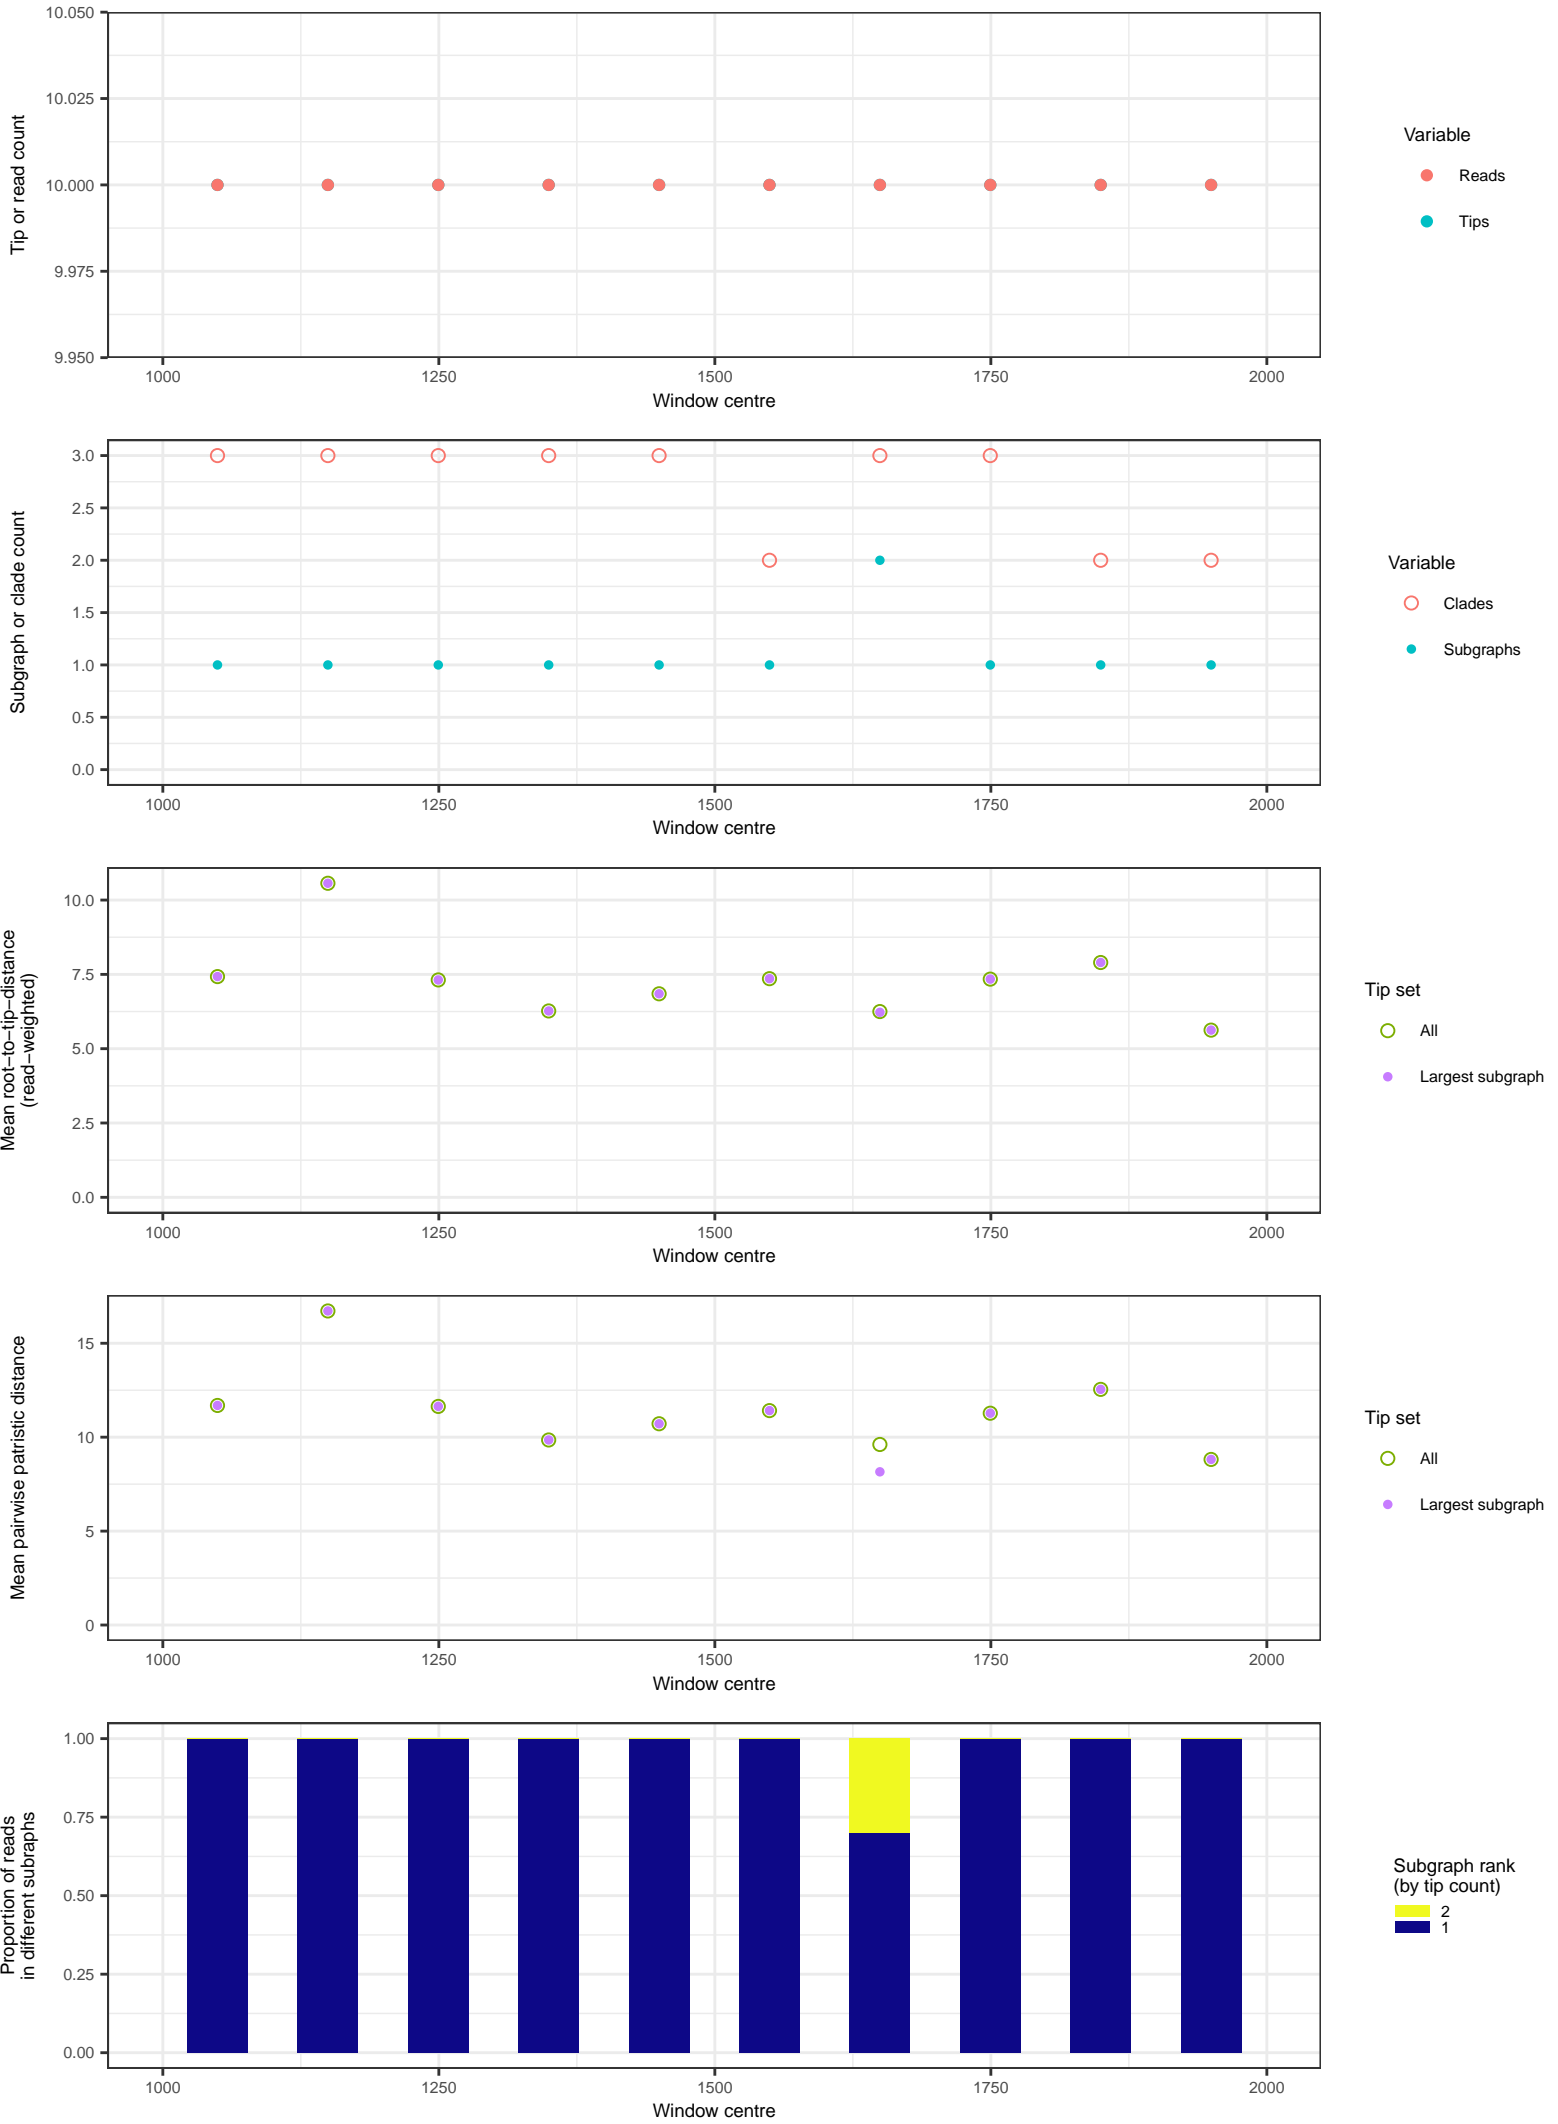 10.050
10.025
10.000
9.975
9.950
Tip or read count
1000 1250 1500 1750 2000
Window centre
Variable
Reads
Tips
3.0
2.5
2.0
1.5
1.0
0.5
0.0
Subgraph or clade count
1000 1250 1500 1750 2000
Window centre
Variable
Clades
Subgraphs
10.0
7.5
5.0
2.5
0.0
Mean root−to−tip−distance
(read−weighted)
1000 1250 1500 1750 2000
Window centre
Tip set
All
Largest subgraph
15
10
5
0
Mean pairwise patristic distance
1000 1250 1500 1750 2000
Window centre
Tip set
All
Largest subgraph
1.00
0.75
0.50
0.25
0.00
Proportion of reads
in different subraphs
1000 1250 1500 1750 2000
Window centre
Subgraph rank
(by tip count)
2
1